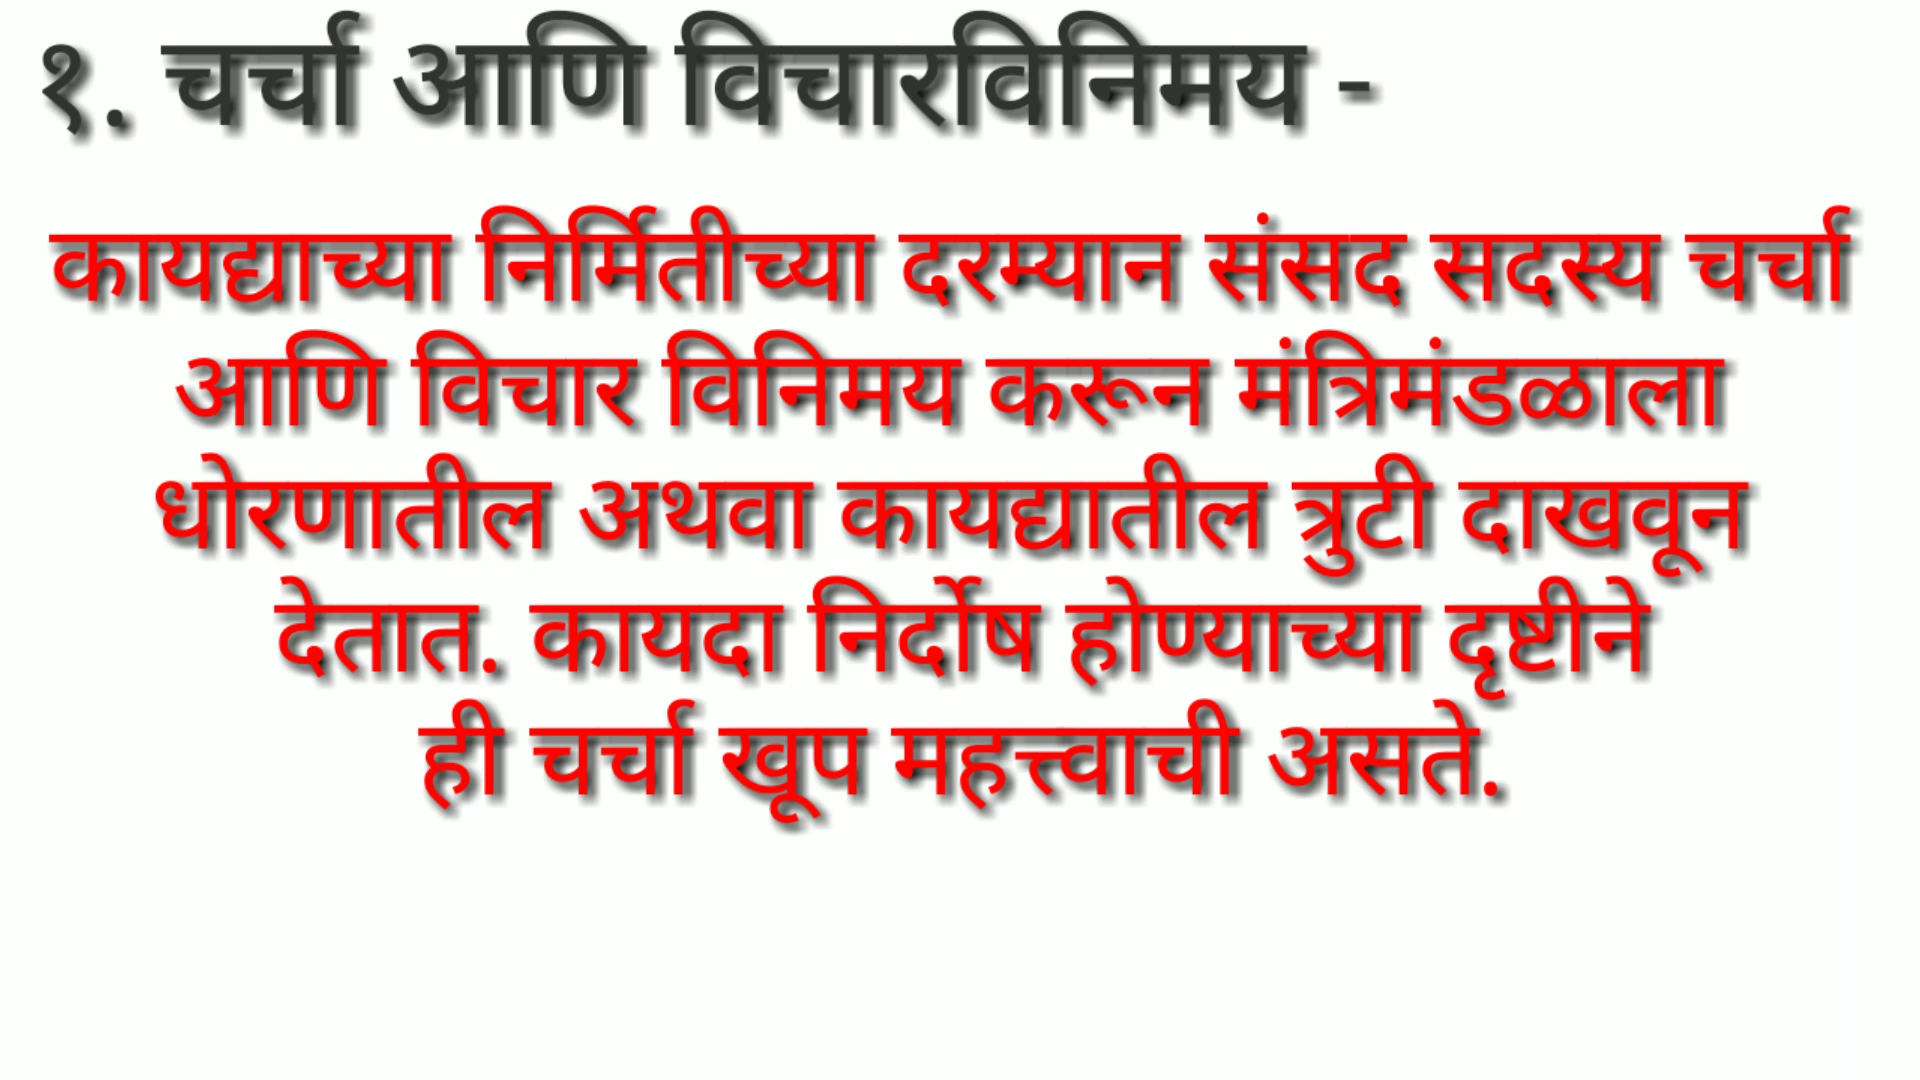 १. चर्चा आणि विचारविनिमय -
कायद्याच्या निर्मितीच्या दरम्यान संसद सदस्य चर्चा
आणि विचार विनिमय करून मंत्रिमंडळाला
धोरणातील अथवा कायद्यातील त्रुटी दाखवून
देतात. कायदा निर्दोष होण्याच्या दृष्टीने
ही चर्चा खूप महत्त्वाची असते.